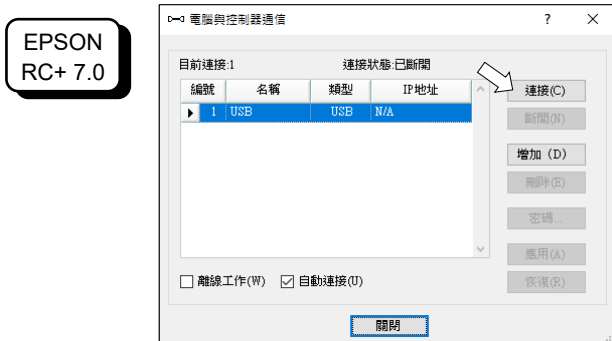 EPSON
RC+ 7.0
電腦與控制器通信
目前連接:1 連接狀態:已斷開
編號 名稱 類型 IP地址
1 USB USB N/A
連接(C)
斷開(N)
增加 (D)
刪除(E)
密碼...
應用(A)
恢復(R)
離線工作(W) 自動連接(U)
關閉